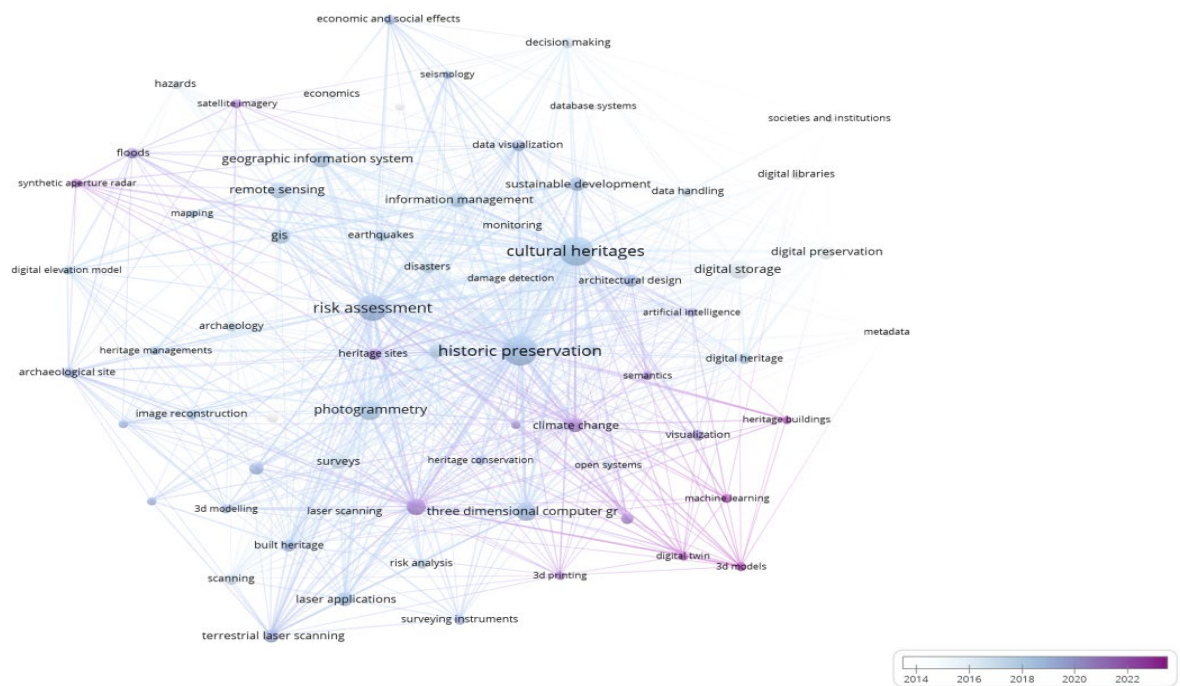 economic and social effects
decision making
seismology
hazards
economics
satellite imagery
database systems
societies and institutions
data visualization
floods
geographic information system
digital libraries
synthetic aperture radar
sustainable development
remote sensing
data handling
information management
mapping
monitoring
gis
earthquakes
cultural heritages
digital preservation
disasters
digital elevation model
digital storage
damage detection
architectural design
risk assessment
artificial intelligence
archaeology
metadata
heritage managements
heritage sites
historic preservation
digital heritage
archaeological site
semantics
photogrammetry
image reconstruction
heritage buildings
climate change
visualization
surveys
heritage conservation
open systems
machine learning
3d modelling
laser scanning
three dimensional computer gr
built heritage
digital twin
risk analysis
3d models
3d printing
scanning
laser applications
surveying instruments
terrestrial laser scanning
2014 2016 2018 2020 2022